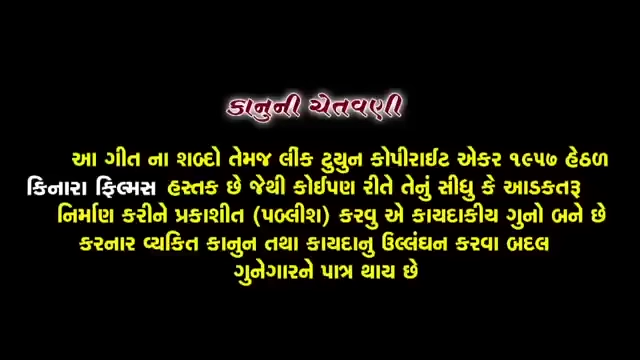 કાનુની ચેતવણી
આ ગીત ના શબ્દો તેમજ લીંક ટુયુન કોપીરાઈટ એકર ૧૯૫૭ હેઠળ
કિનારા ફિલ્મસ હસ્તક છે જેથી કોઈપણ રીતે તેનું સીધુ કે આડકતરૂ
નિર્માણ કરીને પ્રકાશીત (પબ્લીશ) કરવુ એ કાયદાકીય ગુનો બને છે
કરનાર વ્યકિત કાનુન તથા કાયદાનુ ઉલ્લંઘન કરવા બદલ
ગુનેગારને પાત્ર થાય છે